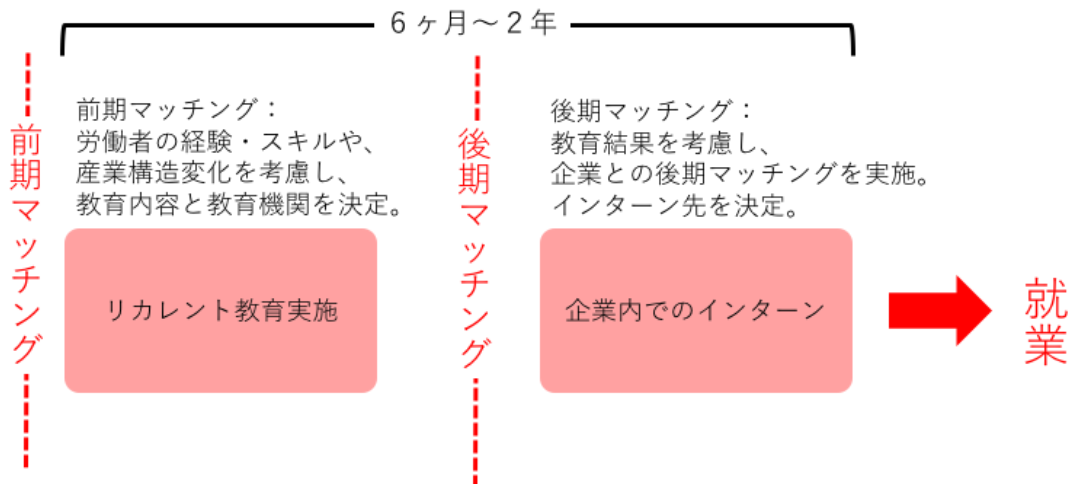 ６ヶ月～２年
前期マッチング
前期マッチング：
労働者の経験・スキルや、
産業構造変化を考慮し、
教育内容と教育機関を決定。
リカレント教育実施
後期マッチング
後期マッチング：
教育結果を考慮し、
企業との後期マッチングを実施。
インターン先を決定。
企業内でのインターン
就業